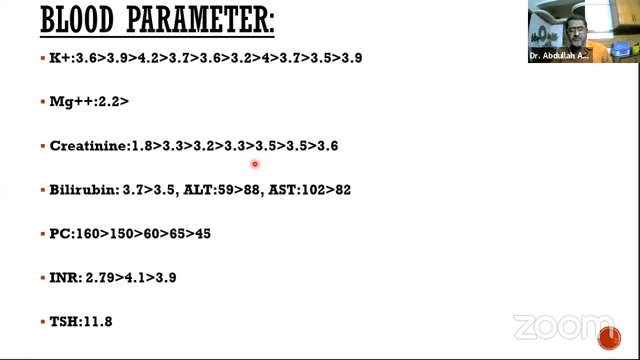 BLOOD PARAMETER:
K+:3.6>3.9>4.2>3.7>3.6>3.2>4>3.7>3.5>3.9
Mg++:2.2>
Creatinine:1.8>3.3>3.2>3.3>3.5>3.5>3.6
Bilirubin: 3.7>3.5, ALT:59>88, AST:102>82
PC:160>150>60>65>45
INR: 2.79>4.1>3.9
TSH:11.8
Dr. Abdullah A...
zoom